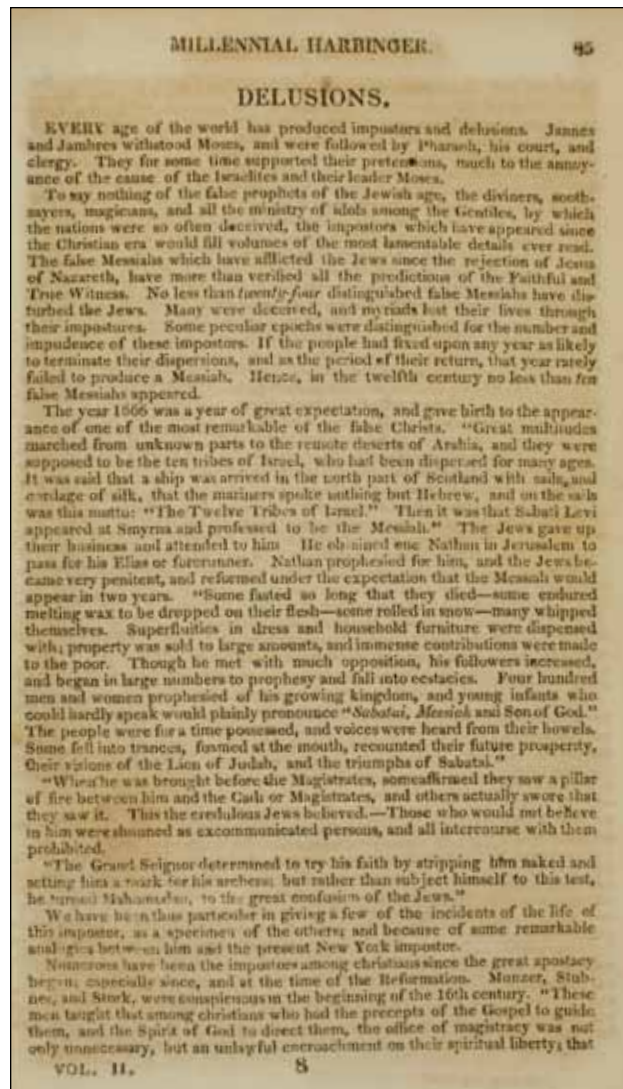 MILLENNIAL HARBINGER. 85
DELUSIONS.
EVERY age of the world has produced impostors and delusions. Jannes
and Jambres withstood Moses, and were followed by Pharaoh, his court, and
clergy. They for some time supported their pretensions, much to the annoy-
ance of the cause of the Israelites and their leader Moses.
To say nothing of the false prophets of the Jewish age, the diviners, sooth-
sayers, magicians, and all the ministry of idols among the Gentiles, by which
the nations were so often deceived, the impostors which have appeared since
the Christian era would fill volumes of the most lamentable details ever read.
The false Messiahs which have afflicted the Jews since the rejection of Jesus
of Nazareth, have more than verified all the predictions of the Faithful and
True Witness. No less than twenty-four distinguished false Messiahs have dis-
turbed the Jews. Many were deceived, and myriads lost their lives through
their impostures. Some peculiar epochs were distinguished for the number and
impudence of these impostors. If the people had fixed upon any year as likely
to terminate their dispersions, and as the period of their return, that year rarely
failed to produce a Messiah. Hence, in the twelfth century no less than ten
false Messiahs appeared.
The year 1666 was a year of great expectation, and gave birth to the appear-
ance of one of the most remarkable of the false Christs. "Great multitudes
marched from unknown parts to the remote deserts of Arabia, and they were
supposed to be the ten tribes of Israel, who had been dispersed for many ages.
It was said that a ship was arrived in the north part of Scotland with sails and
cordage of silk, that the mariners spoke nothing but Hebrew, and on the sails
was this motto: "The Twelve Tribes of Israel." Then it was that Sabati Levi
appeared at Smyrna and professed to be the Messiah." The Jews gave up
their business and attended to him He obtained one Nathan in Jerusalem to
pass for his Elias or forerunner. Nathan prophesied for him, and the Jews be-
came very penitent, and reformed under the expectation that the Messiah would
appear in two years. "Some fasted so long that they died—some endured
melting wax to be dropped on their flesh—some rolled in snow—many whipped
themselves. Superfluities in dress and household furniture were dispensed
with; property was sold to large amounts, and immense contributions were made
to the poor. Though he met with much opposition, his followers increased,
and began in large numbers to prophesy and fall into ecstacies. Four hundred
men and women prophesied of his growing kingdom, and young infants who
could hardly speak would plainly pronounce "Sabatai, Messiah and Son of God."
The people were for a time possessed, and voices were heard from their bowels.
Some fell into trances, foamed at the mouth, recounted their future prosperity,
their visions of the Lion of Judah, and the triumphs of Sabatai."
"When he was brought before the Magistrates, some affirmed they saw a pillar
of fire between him and the Cadi or Magistrates, and others actually swore that
they saw it. This the credulous Jews believed.—Those who would not believe
in him were shunned as excommunicated persons, and all intercourse with them
prohibited.
"The Grand Seignor determined to try his faith by stripping him naked and
setting him a mark for his archers; but rather than subject himself to this test,
he turned Mahometan, to the great confusion of the Jews."
We have been thus particular in giving a few of the incidents of the life of
this impostor, as a specimen of the others; and because of some remarkable
analogies between him and the present New York impostor.
Numerous have been the impostors among christians since the great apostacy
began; especially since, and at the time of the Reformation. Munzer, Stub-
ner, and Stork, were conspicuous in the beginning of the 16th century. "These
men taught that among christians who had the precepts of the Gospel to guide
them, and the Spirit of God to direct them, the office of magistracy was not
only unnecessary, but an unlawful encroachment on their spiritual liberty; that
VOL. II. 8